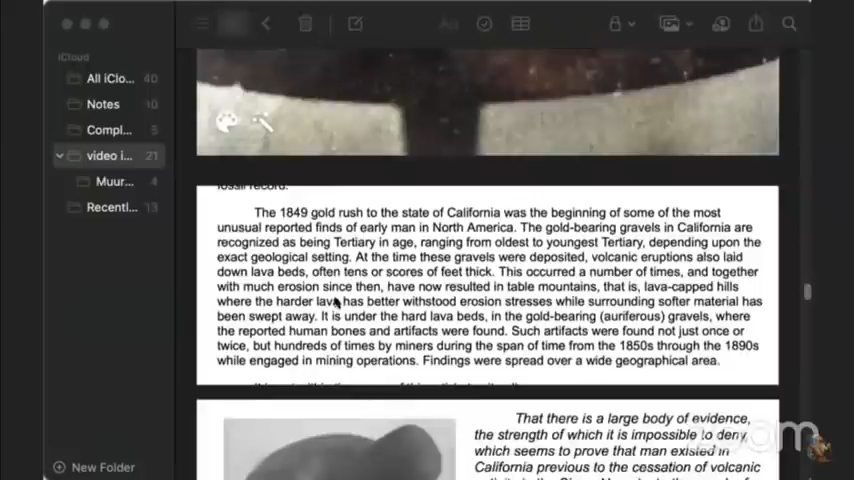 iCloud
All iClo... 40
Notes 10
Compl... 5
video i... 21
Muur... 4
Recentl... 13
New Folder
fossil record.
The 1849 gold rush to the state of California was the beginning of some of the most
unusual reported finds of early man in North America. The gold-bearing gravels in California are
recognized as being Tertiary in age, ranging from oldest to youngest Tertiary, depending upon the
exact geological setting. At the time these gravels were deposited, volcanic eruptions also laid
down lava beds, often tens or scores of feet thick. This occurred a number of times, and together
with much erosion since then, have now resulted in table mountains, that is, lava-capped hills
where the harder lava has better withstood erosion stresses while surrounding softer material has
been swept away. It is under the hard lava beds, in the gold-bearing (auriferous) gravels, where
the reported human bones and artifacts were found. Such artifacts were found not just once or
twice, but hundreds of times by miners during the span of time from the 1850s through the 1890s
while engaged in mining operations. Findings were spread over a wide geographical area.
That there is a large body of evidence,
the strength of which it is impossible to deny,
which seems to prove that man existed in
California previous to the cessation of volcanic
zoom